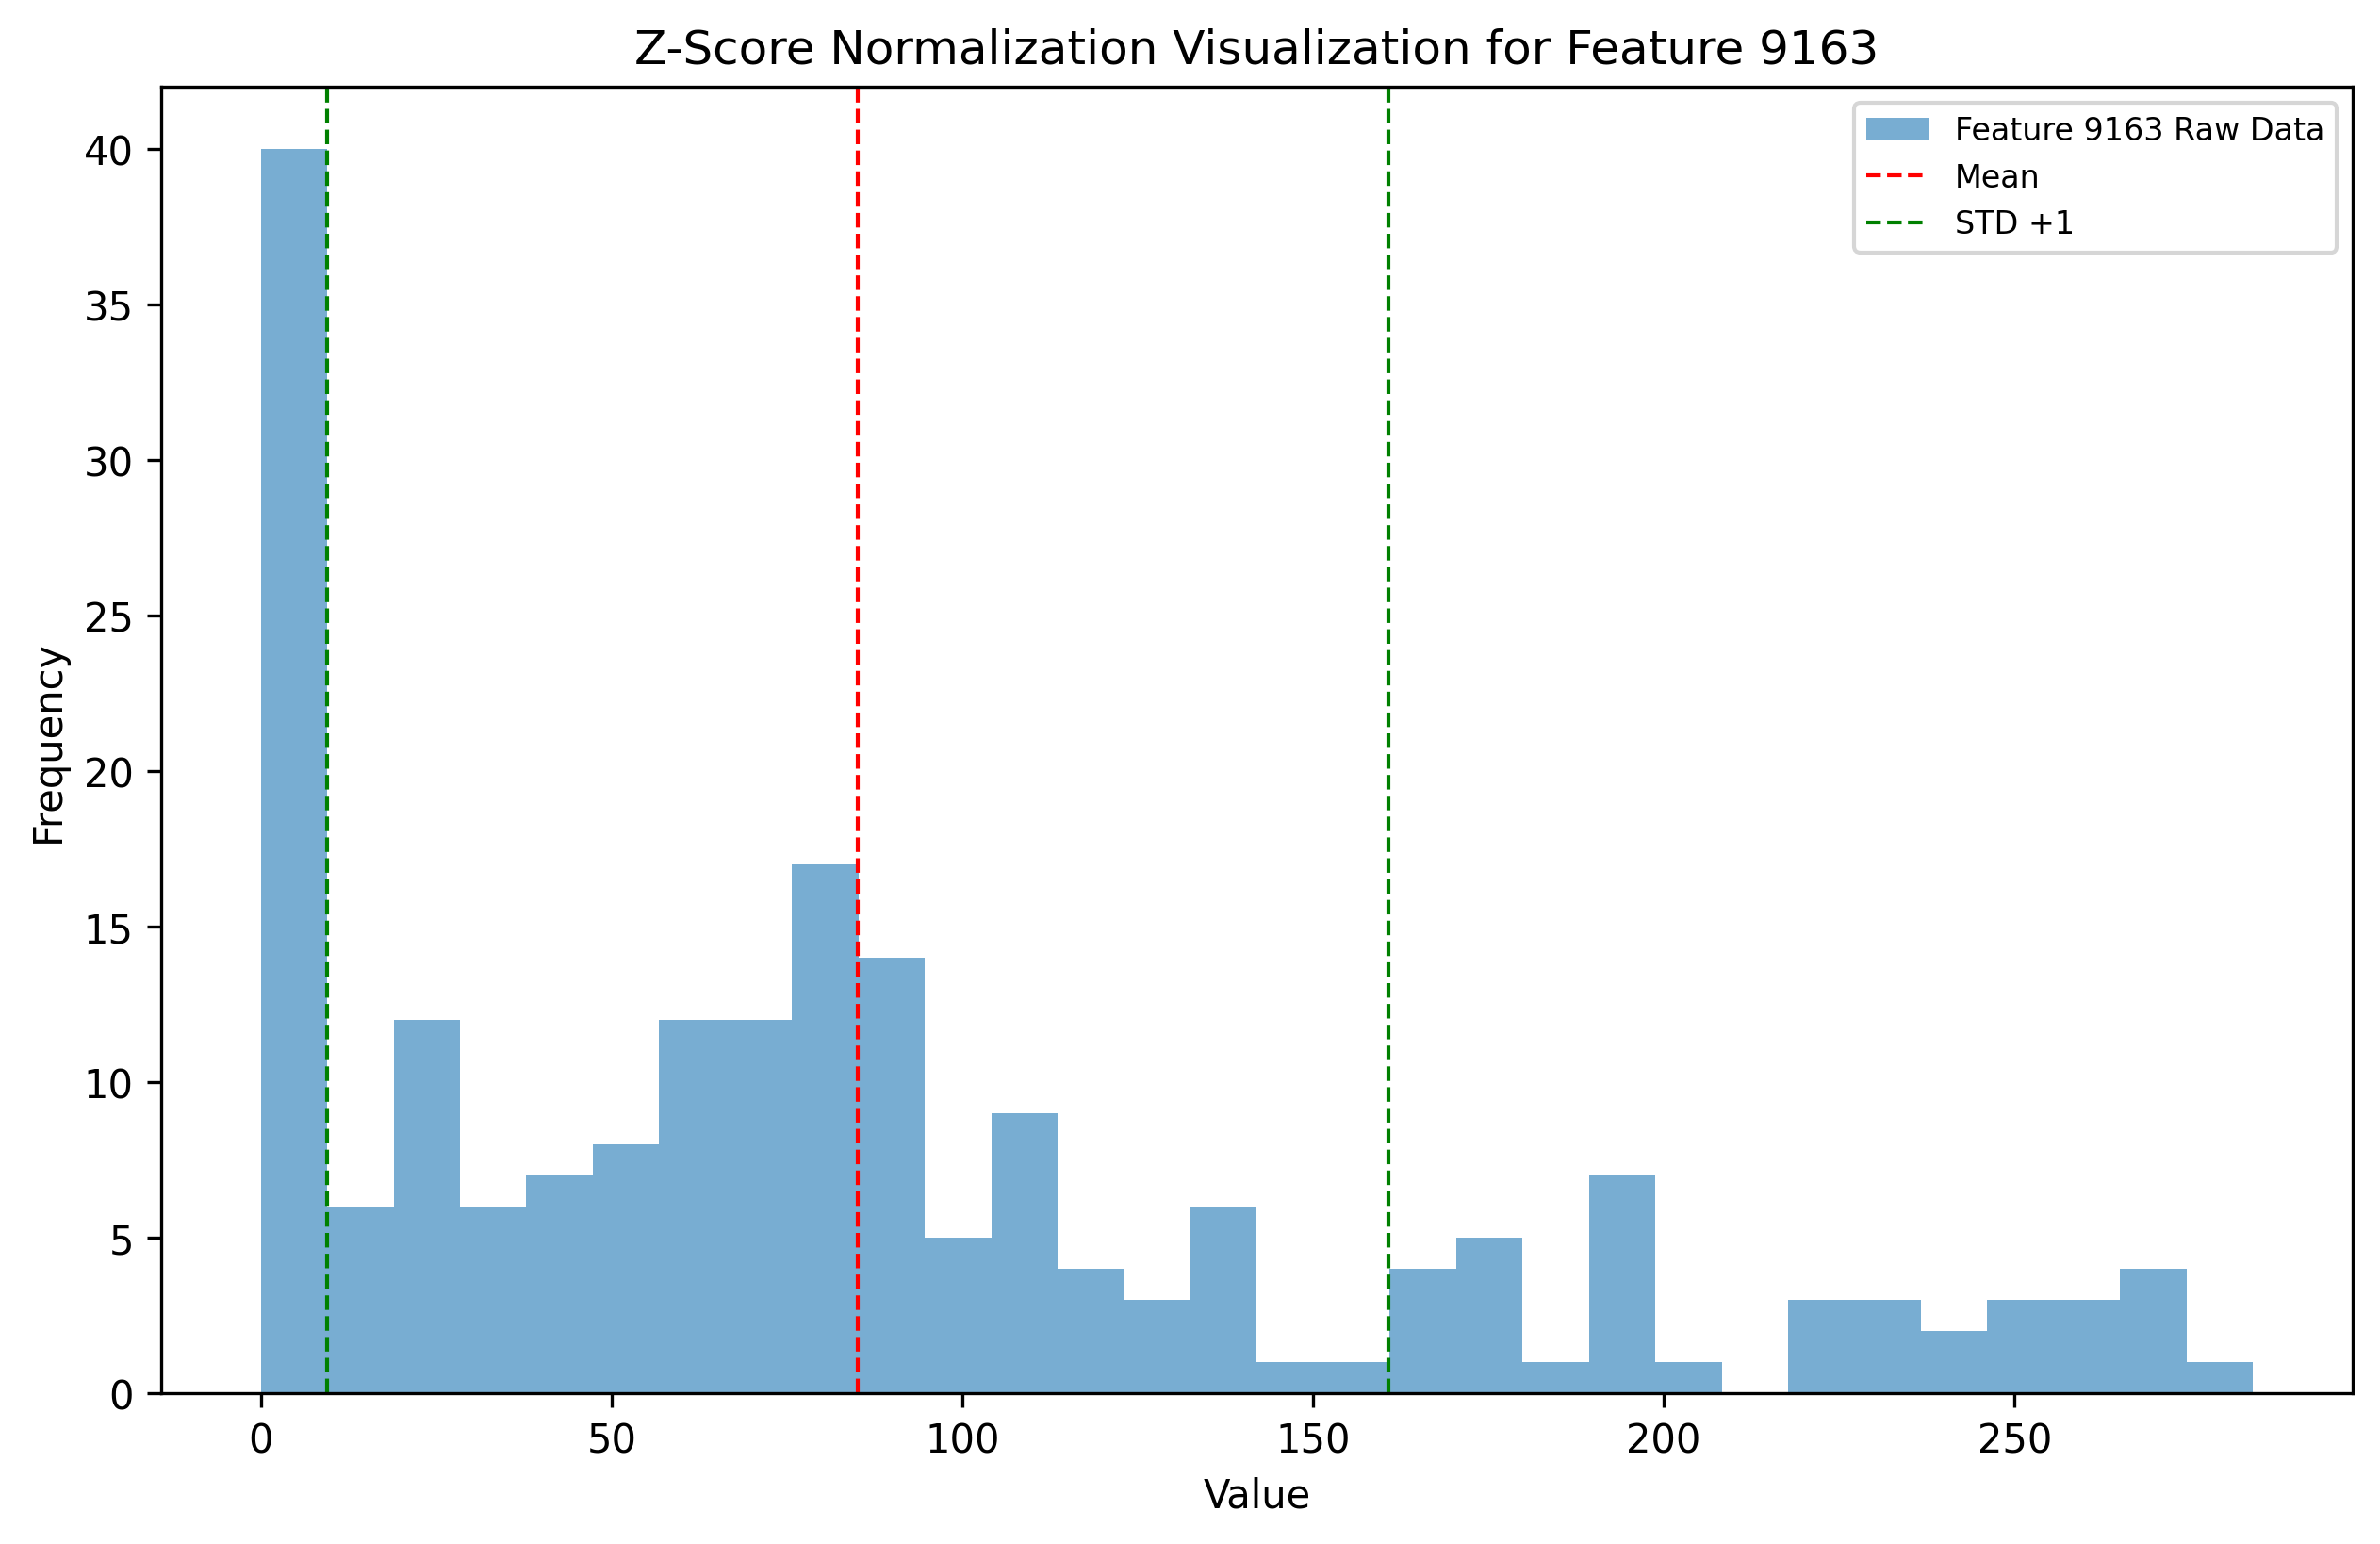 Z-Score Normalization Visualization for Feature 9163
Feature 9163 Raw Data
Mean
STD +1
40
35
30
25
20
15
10
5
0
Frequency
0 50 100 150 200 250
Value